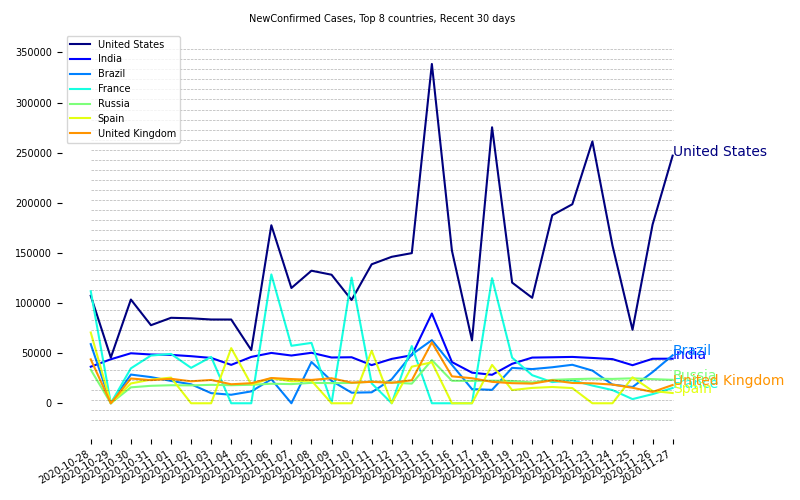 NewConfirmed Cases, Top 8 countries, Recent 30 days
United States
India
Brazil
France
Russia
Spain
United Kingdom
350000
300000
250000
200000
150000
100000
50000
0
United States
Brazil
India
Russia
United Kingdom
Spain
2020-10-28
2020-10-29
2020-10-30
2020-10-31
2020-11-01
2020-11-02
2020-11-03
2020-11-04
2020-11-05
2020-11-06
2020-11-07
2020-11-08
2020-11-09
2020-11-10
2020-11-11
2020-11-12
2020-11-13
2020-11-15
2020-11-16
2020-11-17
2020-11-18
2020-11-19
2020-11-20
2020-11-21
2020-11-22
2020-11-23
2020-11-24
2020-11-25
2020-11-26
2020-11-27